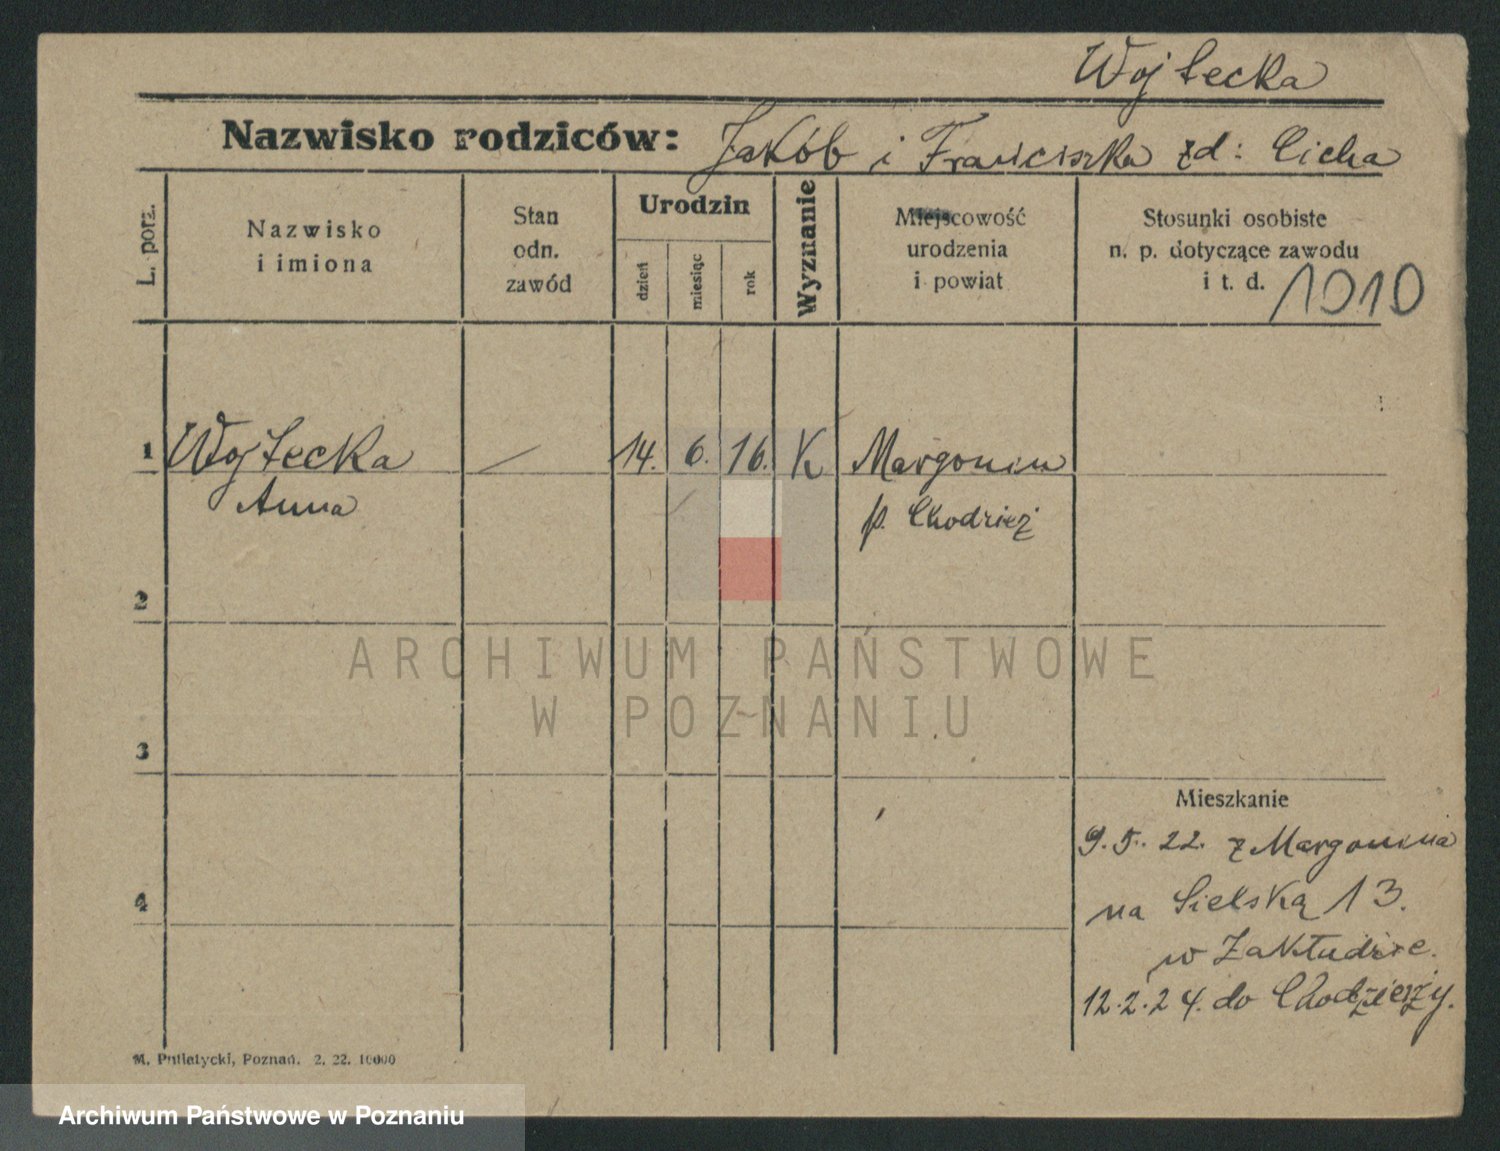 Wojtecka
Nazwisko rodziców: Jakób i Franciszka zd: Cicha
L. porz.
Nazwisko i imiona
Stan odn. zawód
Urodzin
dzień
miesiąc
rok
Wyznanie
Miejscowość urodzenia i powiat
Stosunki osobiste n. p. dotyczące zawodu i t. d.
1010
1 Wojtecka 14. 6. 16. K Margonin
Anna p. Chodzież
2
3
4
Mieszkanie
9. 5. 22. z Margonina
na Sielską 13.
w Zakładzie.
12. 2. 24. do Chodzieży.
M. Putiatycki, Poznań. 2. 22. 10000
ARCHIWUM PAŃSTWOWE
W POZNANIU
Archiwum Państwowe w Poznaniu